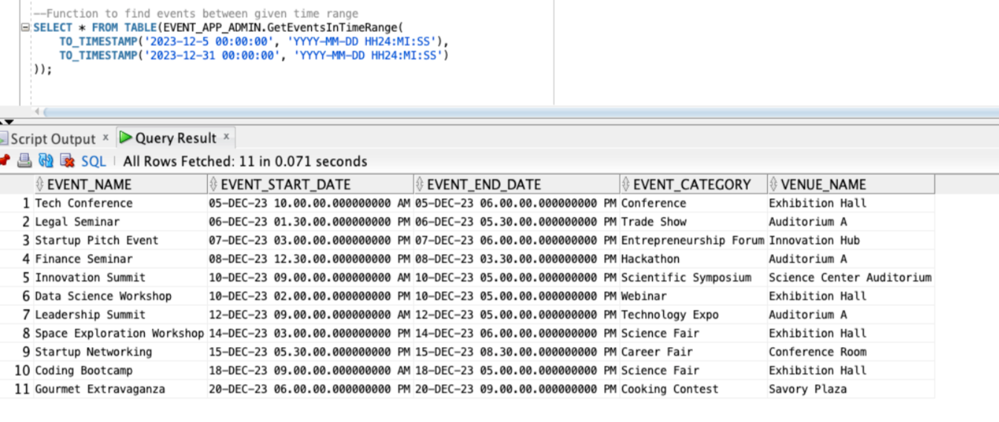 --Function to find events between given time range
SELECT * FROM TABLE(EVENT_APP_ADMIN.GetEventsInTimeRange(
TO_TIMESTAMP('2023-12-5 00:00:00', 'YYYY-MM-DD HH24:MI:SS'),
TO_TIMESTAMP('2023-12-31 00:00:00', 'YYYY-MM-DD HH24:MI:SS')
));
Script Output × Query Result ×
SQL | All Rows Fetched: 11 in 0.071 seconds
EVENT_NAME EVENT_START_DATE EVENT_END_DATE EVENT_CATEGORY VENUE_NAME
1 Tech Conference 05-DEC-23 10.00.00.000000000 AM 05-DEC-23 06.00.00.000000000 PM Conference Exhibition Hall
2 Legal Seminar 06-DEC-23 01.30.00.000000000 PM 06-DEC-23 05.30.00.000000000 PM Trade Show Auditorium A
3 Startup Pitch Event 07-DEC-23 03.00.00.000000000 PM 07-DEC-23 06.00.00.000000000 PM Entrepreneurship Forum Innovation Hub
4 Finance Seminar 08-DEC-23 12.30.00.000000000 PM 08-DEC-23 03.30.00.000000000 PM Hackathon Auditorium A
5 Innovation Summit 10-DEC-23 09.00.00.000000000 AM 10-DEC-23 05.00.00.000000000 PM Scientific Symposium Science Center Auditorium
6 Data Science Workshop 10-DEC-23 02.00.00.000000000 PM 10-DEC-23 05.00.00.000000000 PM Webinar Exhibition Hall
7 Leadership Summit 12-DEC-23 09.00.00.000000000 AM 12-DEC-23 05.00.00.000000000 PM Technology Expo Auditorium A
8 Space Exploration Workshop 14-DEC-23 03.00.00.000000000 PM 14-DEC-23 06.00.00.000000000 PM Science Fair Exhibition Hall
9 Startup Networking 15-DEC-23 05.30.00.000000000 PM 15-DEC-23 08.30.00.000000000 PM Career Fair Conference Room
10 Coding Bootcamp 18-DEC-23 09.00.00.000000000 AM 18-DEC-23 05.00.00.000000000 PM Science Fair Exhibition Hall
11 Gourmet Extravaganza 20-DEC-23 06.00.00.000000000 PM 20-DEC-23 09.00.00.000000000 PM Cooking Contest Savory Plaza